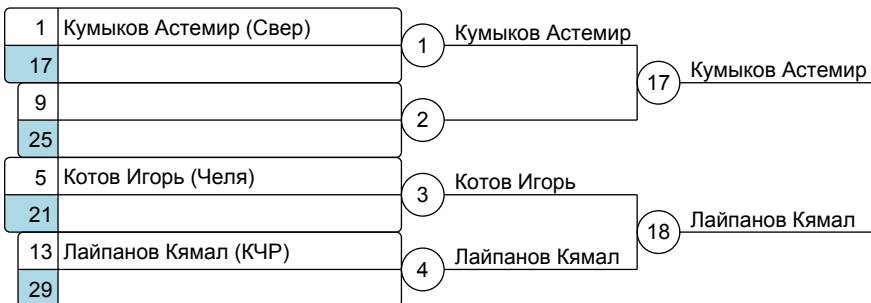 1 Кумыков Астемир (Свер)
17
1 Кумыков Астемир
17 Кумыков Астемир
9
25
2
5 Котов Игорь (Челя)
21
3 Котов Игорь
18 Лайпанов Кямал
13 Лайпанов Кямал (КЧР)
29
4 Лайпанов Кямал